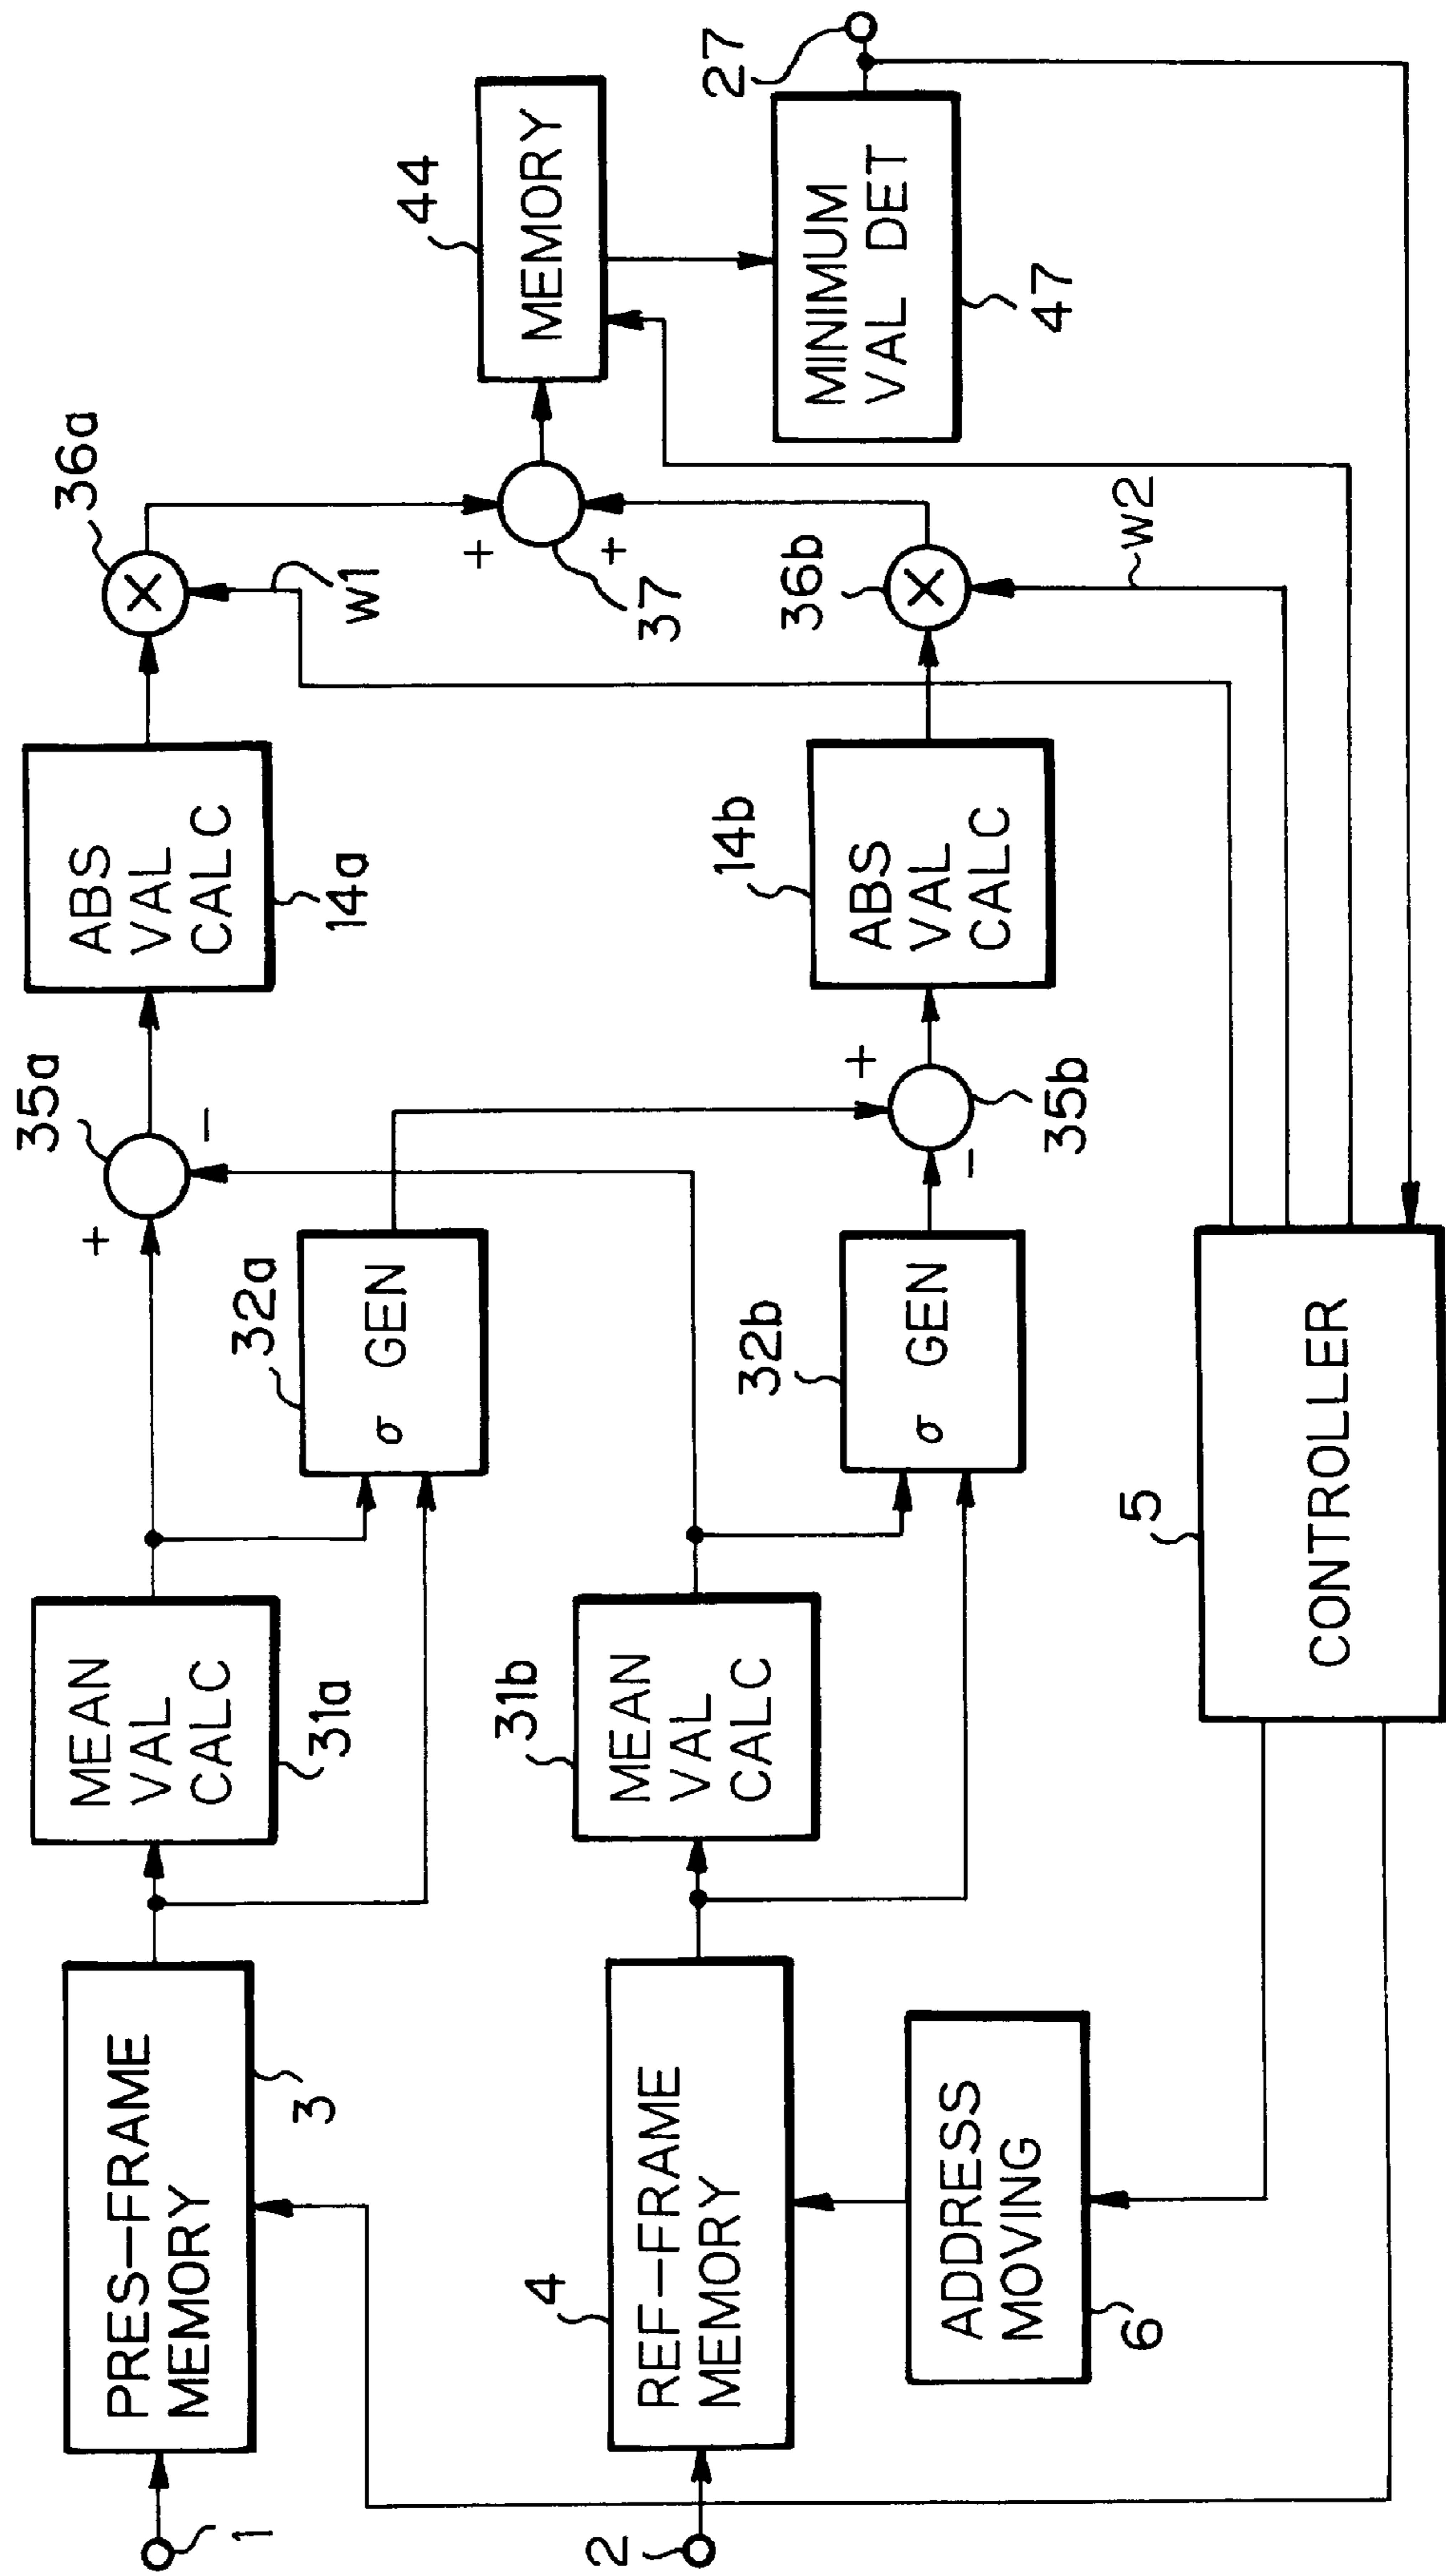 1
PRES–FRAME
MEMORY
3
MEAN
VAL
CALC
31a
+
35a
−
ABS
VAL
CALC
14a
36a
×
W1
σ GEN
32a
+
+
37
MEMORY
44
2
REF–FRAME
MEMORY
4
MEAN
VAL
CALC
31b
σ GEN
32b
−
+
35b
ABS
VAL
CALC
14b
36b
×
W2
MINIMUM
VAL DET
47
27
ADDRESS
MOVING
6
CONTROLLER
5